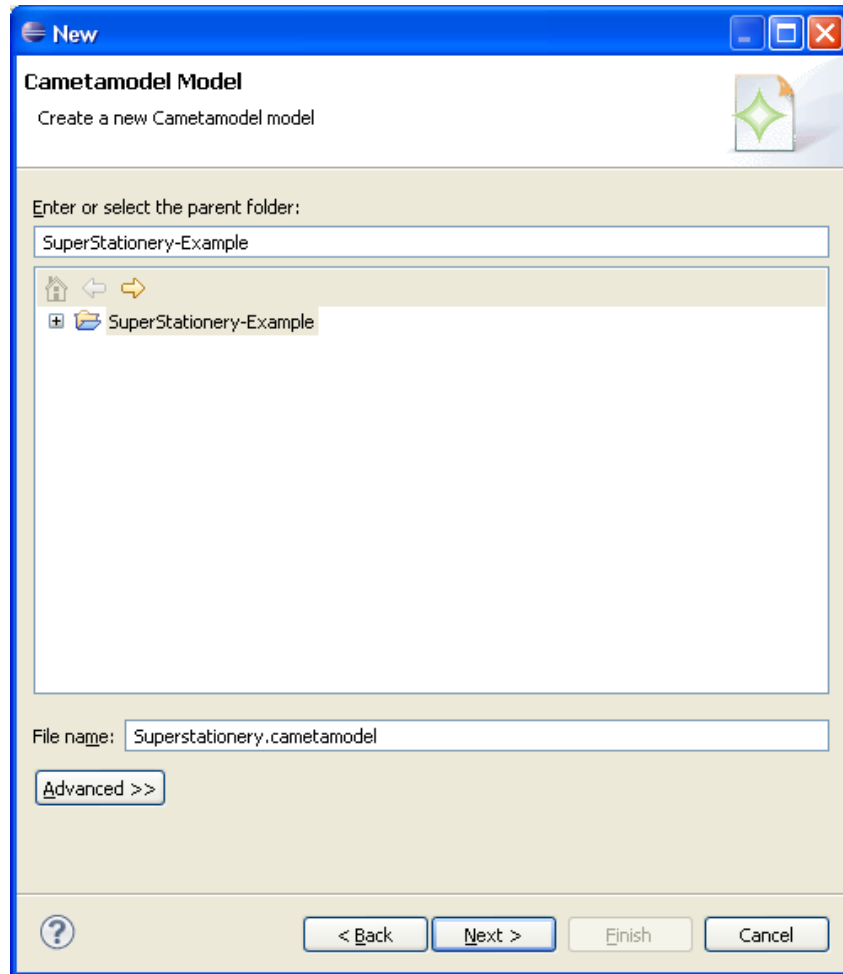 New
Cametamodel Model
Create a new Cametamodel model
Enter or select the parent folder:
SuperStationery-Example
SuperStationery-Example
File name: Superstationery.cametamodel
Advanced >>
? < Back Next > Finish Cancel